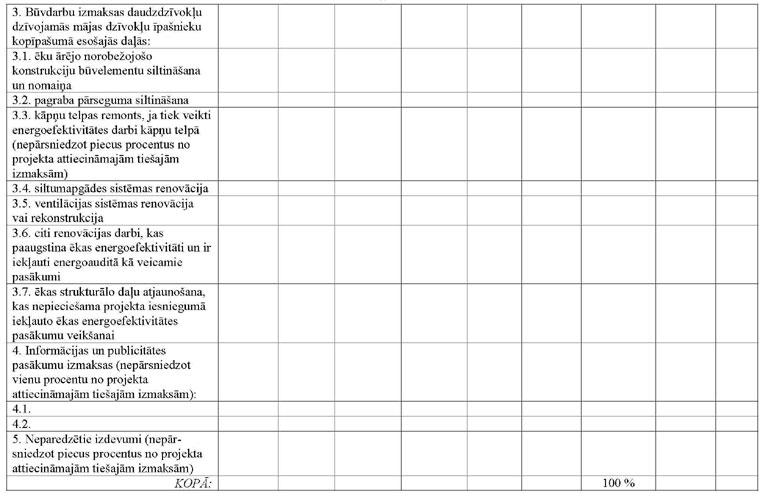 3. Būvdarbu izmaksas daudzdzīvokļu
dzīvojamās mājas dzīvokļu īpašnieku
kopīpašumā esošajās daļās:
3.1. ēku ārējo norobežojošo
konstrukciju būvelementu siltināšana
un nomaiņa
3.2. pagraba pārseguma siltināšana
3.3. kāpņu telpas remonts, ja tiek veikti
energoefektivitātes darbi kāpņu telpā
(nepārsniedzot piecus procentus no
projekta attiecināmajām tiešajām
izmaksām)
3.4. siltumapgādes sistēmas renovācija
3.5. ventilācijas sistēmas renovācija
vai rekonstrukcija
3.6. citi renovācijas darbi, kas
paaugstina ēkas energoefektivitāti un ir
iekļauti energoauditā kā veicamie
pasākumi
3.7. ēkas strukturālo daļu atjaunošana,
kas nepieciešama projekta iesniegumā
iekļauto ēkas energoefektivitātes
pasākumu veikšanai
4. Informācijas un publicitātes
pasākumu izmaksas (nepārsniedzot
vienu procentu no projekta
attiecināmajām tiešajām izmaksām):
4.1.
4.2.
5. Neparedzētie izdevumi (nepār-
sniedzot piecus procentus no projekta
attiecināmajām tiešajām izmaksām)
KOPĀ: 100 %